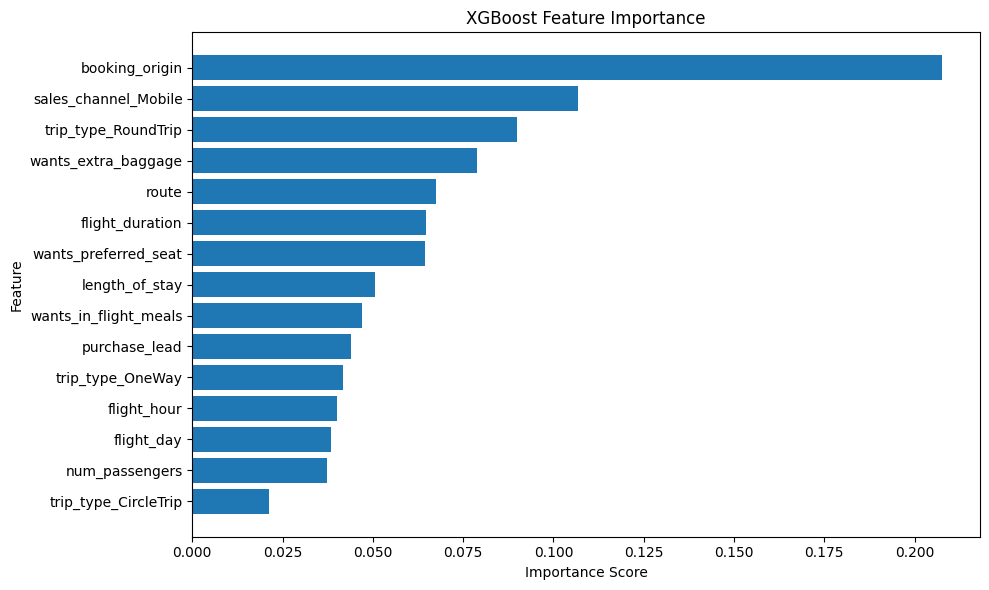 XGBoost Feature Importance
booking_origin
sales_channel_Mobile
trip_type_RoundTrip
wants_extra_baggage
route
flight_duration
wants_preferred_seat
length_of_stay
wants_in_flight_meals
purchase_lead
trip_type_OneWay
flight_hour
flight_day
num_passengers
trip_type_CircleTrip
Feature
0.000 0.025 0.050 0.075 0.100 0.125 0.150 0.175 0.200
Importance Score